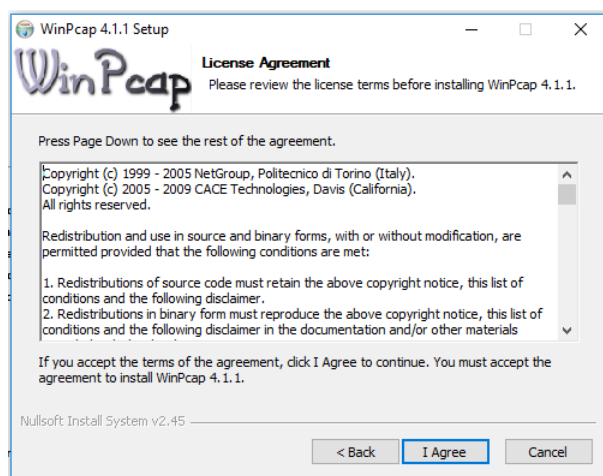 WinPcap 4.1.1 Setup
WinPcap
License Agreement
Please review the license terms before installing WinPcap 4.1.1.
Press Page Down to see the rest of the agreement.
Copyright (c) 1999 - 2005 NetGroup, Politecnico di Torino (Italy).
Copyright (c) 2005 - 2009 CACE Technologies, Davis (California).
All rights reserved.
Redistribution and use in source and binary forms, with or without modification, are
permitted provided that the following conditions are met:
1. Redistributions of source code must retain the above copyright notice, this list of
conditions and the following disclaimer.
2. Redistributions in binary form must reproduce the above copyright notice, this list of
conditions and the following disclaimer in the documentation and/or other materials
If you accept the terms of the agreement, click I Agree to continue. You must accept the
agreement to install WinPcap 4.1.1.
Nullsoft Install System v2.45
< Back
I Agree
Cancel